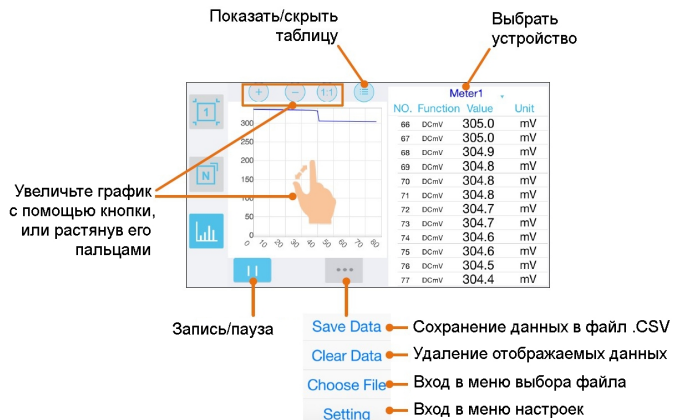 Показать/скрыть
таблицу
Выбрать
устройство
+
−
1:1
Meter1
1
N
NO. Function Value Unit
66 DCmV 305.0 mV
67 DCmV 305.0 mV
68 DCmV 304.9 mV
69 DCmV 304.8 mV
70 DCmV 304.8 mV
71 DCmV 304.8 mV
72 DCmV 304.7 mV
73 DCmV 304.7 mV
74 DCmV 304.6 mV
75 DCmV 304.6 mV
76 DCmV 304.5 mV
77 DCmV 304.4 mV
300
250
200
150
100
50
0
0 10 20 30 40 50 60 70 80
Увеличьте график
с помощью кнопки,
или растянув его
пальцами
Запись/пауза
Save Data
Сохранение данных в файл .CSV
Clear Data
Удаление отображаемых данных
Choose File
Вход в меню выбора файла
Setting
Вход в меню настроек